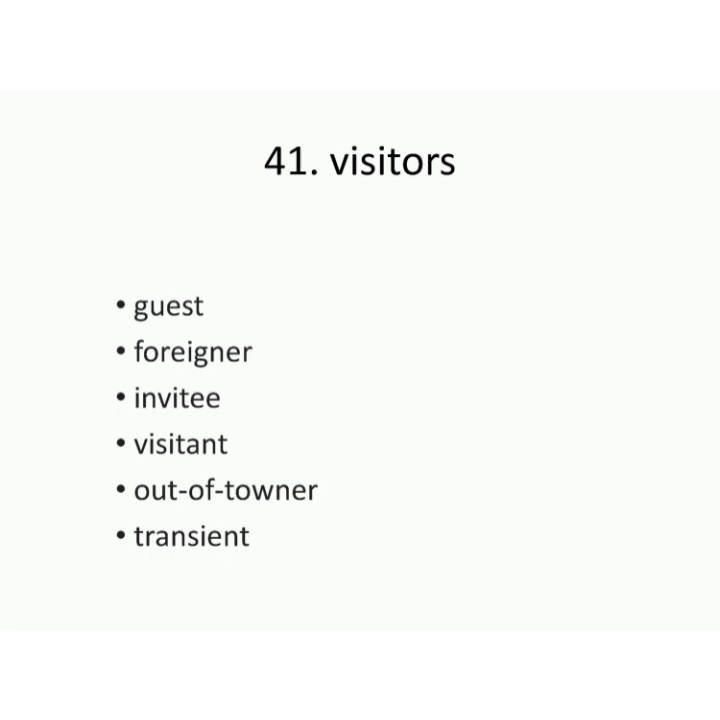 41. visitors
• guest
• foreigner
• invitee
• visitant
• out-of-towner
• transient